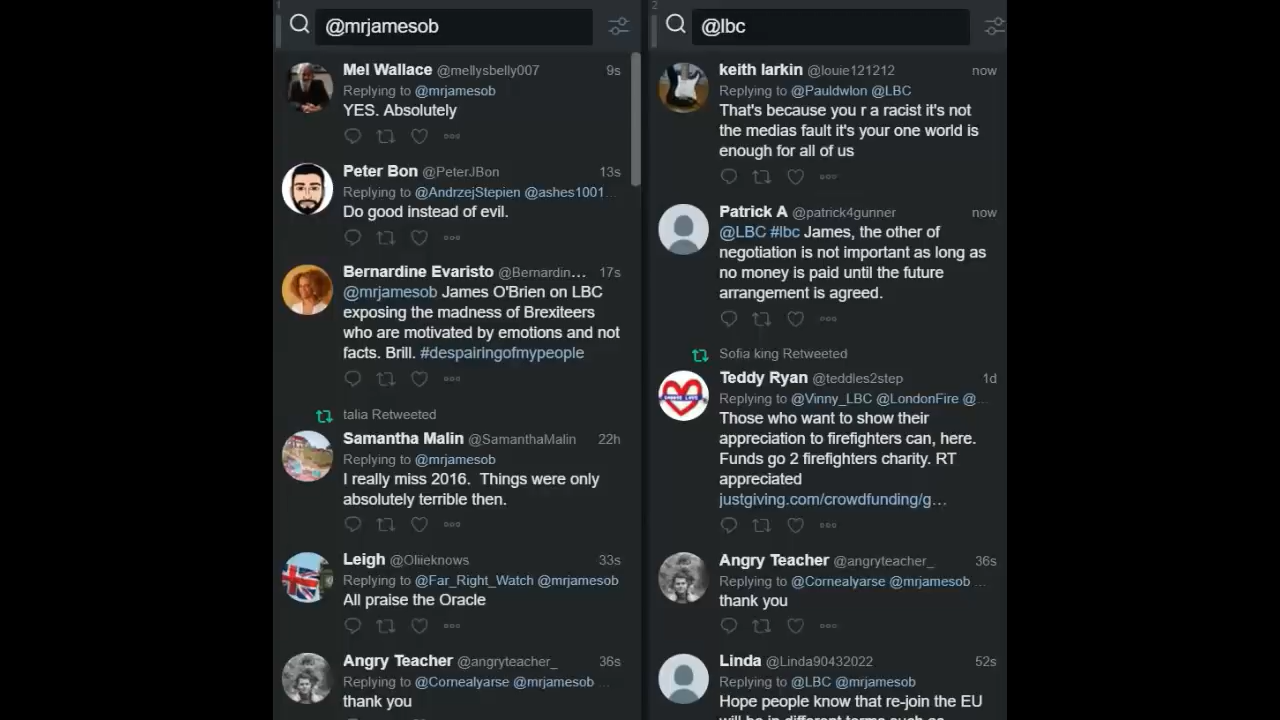 1
@mrjamesob
Mel Wallace @mellysbelly007 9s
Replying to @mrjamesob
YES. Absolutely
Peter Bon @PeterJBon 13s
Replying to @AndrzejStepien @ashes1001...
Do good instead of evil.
Bernardine Evaristo @Bernardin... 17s
@mrjamesob James O'Brien on LBC
exposing the madness of Brexiteers
who are motivated by emotions and not
facts. Brill. #despairingofmypeople
talia Retweeted
Samantha Malin @SamanthaMalin 22h
Replying to @mrjamesob
I really miss 2016. Things were only
absolutely terrible then.
Leigh @Oliieknows 33s
Replying to @Far_Right_Watch @mrjamesob
All praise the Oracle
Angry Teacher @angryteacher_ 36s
Replying to @Cornealyarse @mrjamesob ...
thank you
2
@lbc
keith larkin @louie121212 now
Replying to @Pauldwlon @LBC
That's because you r a racist it's not
the medias fault it's your one world is
enough for all of us
Patrick A @patrick4gunner now
@LBC #lbc James, the other of
negotiation is not important as long as
no money is paid until the future
arrangement is agreed.
Sofia king Retweeted
Teddy Ryan @teddles2step 1d
Replying to @Vinny_LBC @LondonFire @...
Those who want to show their
appreciation to firefighters can, here.
Funds go 2 firefighters charity. RT
appreciated
justgiving.com/crowdfunding/g...
Angry Teacher @angryteacher_ 36s
Replying to @Cornealyarse @mrjamesob ...
thank you
Linda @Linda90432022 52s
Replying to @LBC @mrjamesob
Hope people know that re-join the EU
will be in different terms such as